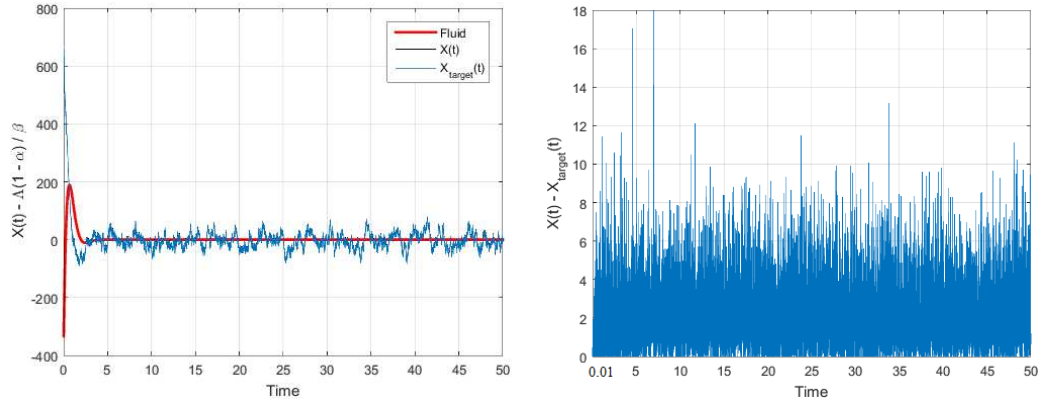 X(t) - Λ(1 - α) / β
800
600
400
200
0
-200
-400
0 5 10 15 20 25 30 35 40 45 50
Time
Fluid
X(t)
X_target(t)
X(t) - X_target(t)
18
16
14
12
10
8
6
4
2
0
0.01 5 10 15 20 25 30 35 40 45 50
Time